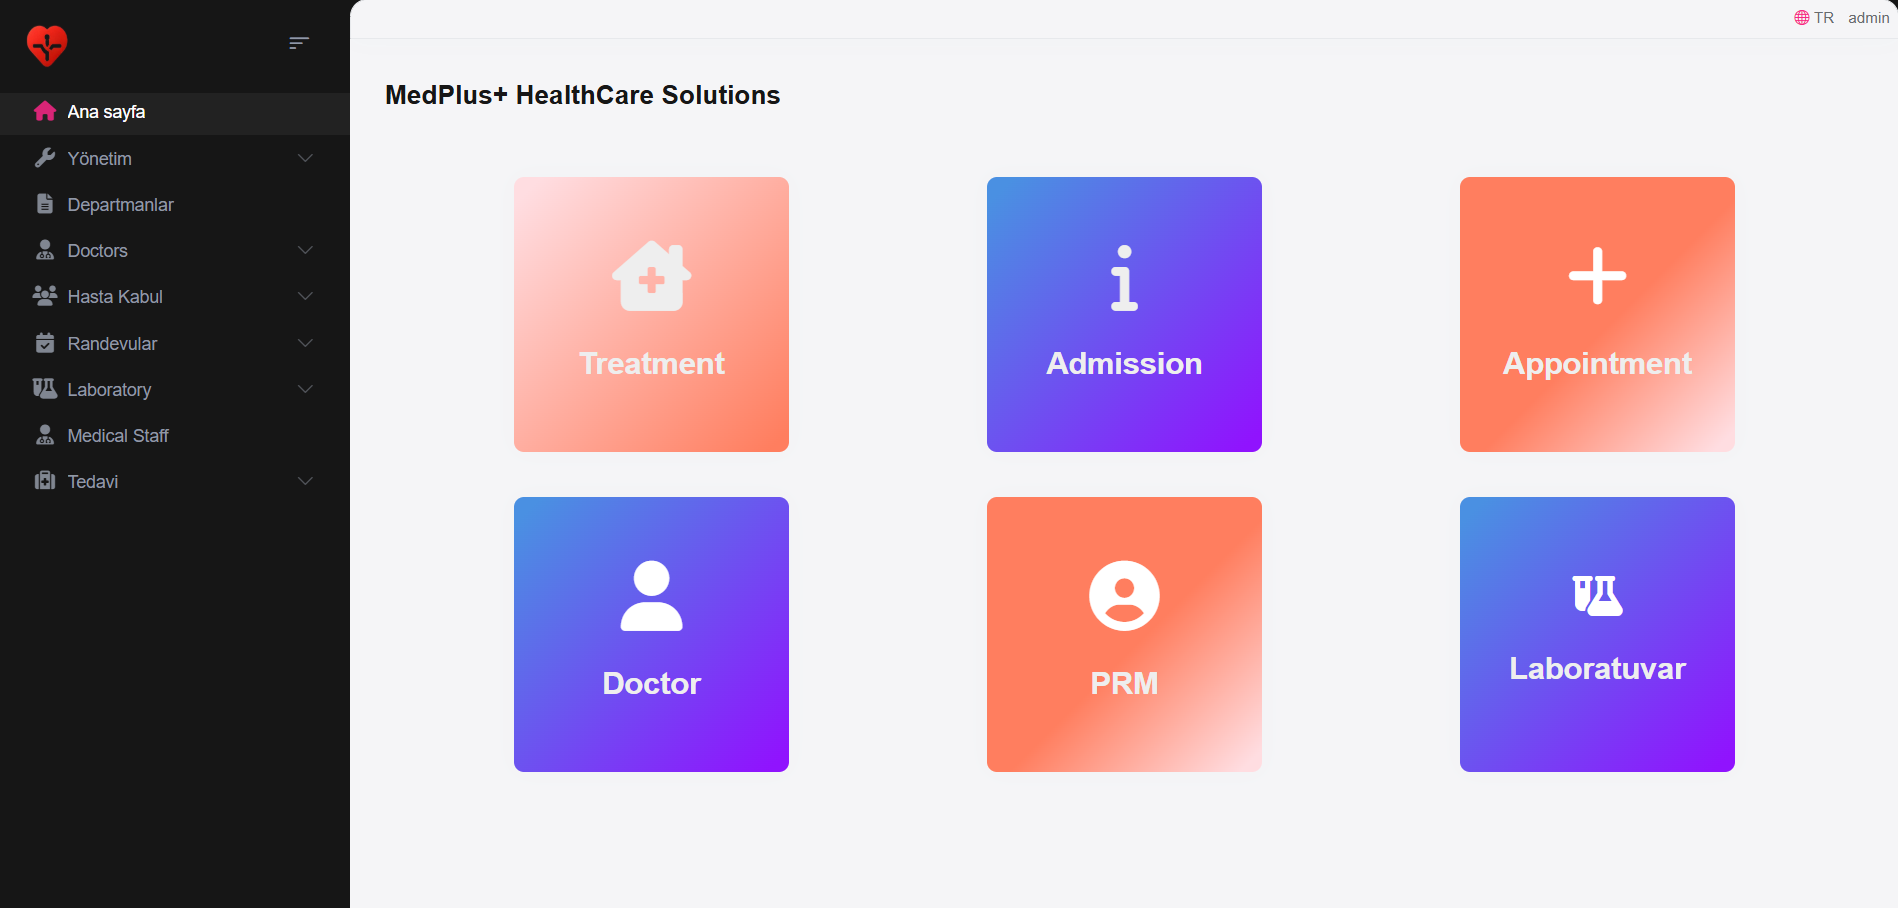 TR admin
Ana sayfa
Yönetim
Departmanlar
Doctors
Hasta Kabul
Randevular
Laboratory
Medical Staff
Tedavi
MedPlus+ HealthCare Solutions
Treatment
Admission
Appointment
Doctor
PRM
Laboratuvar